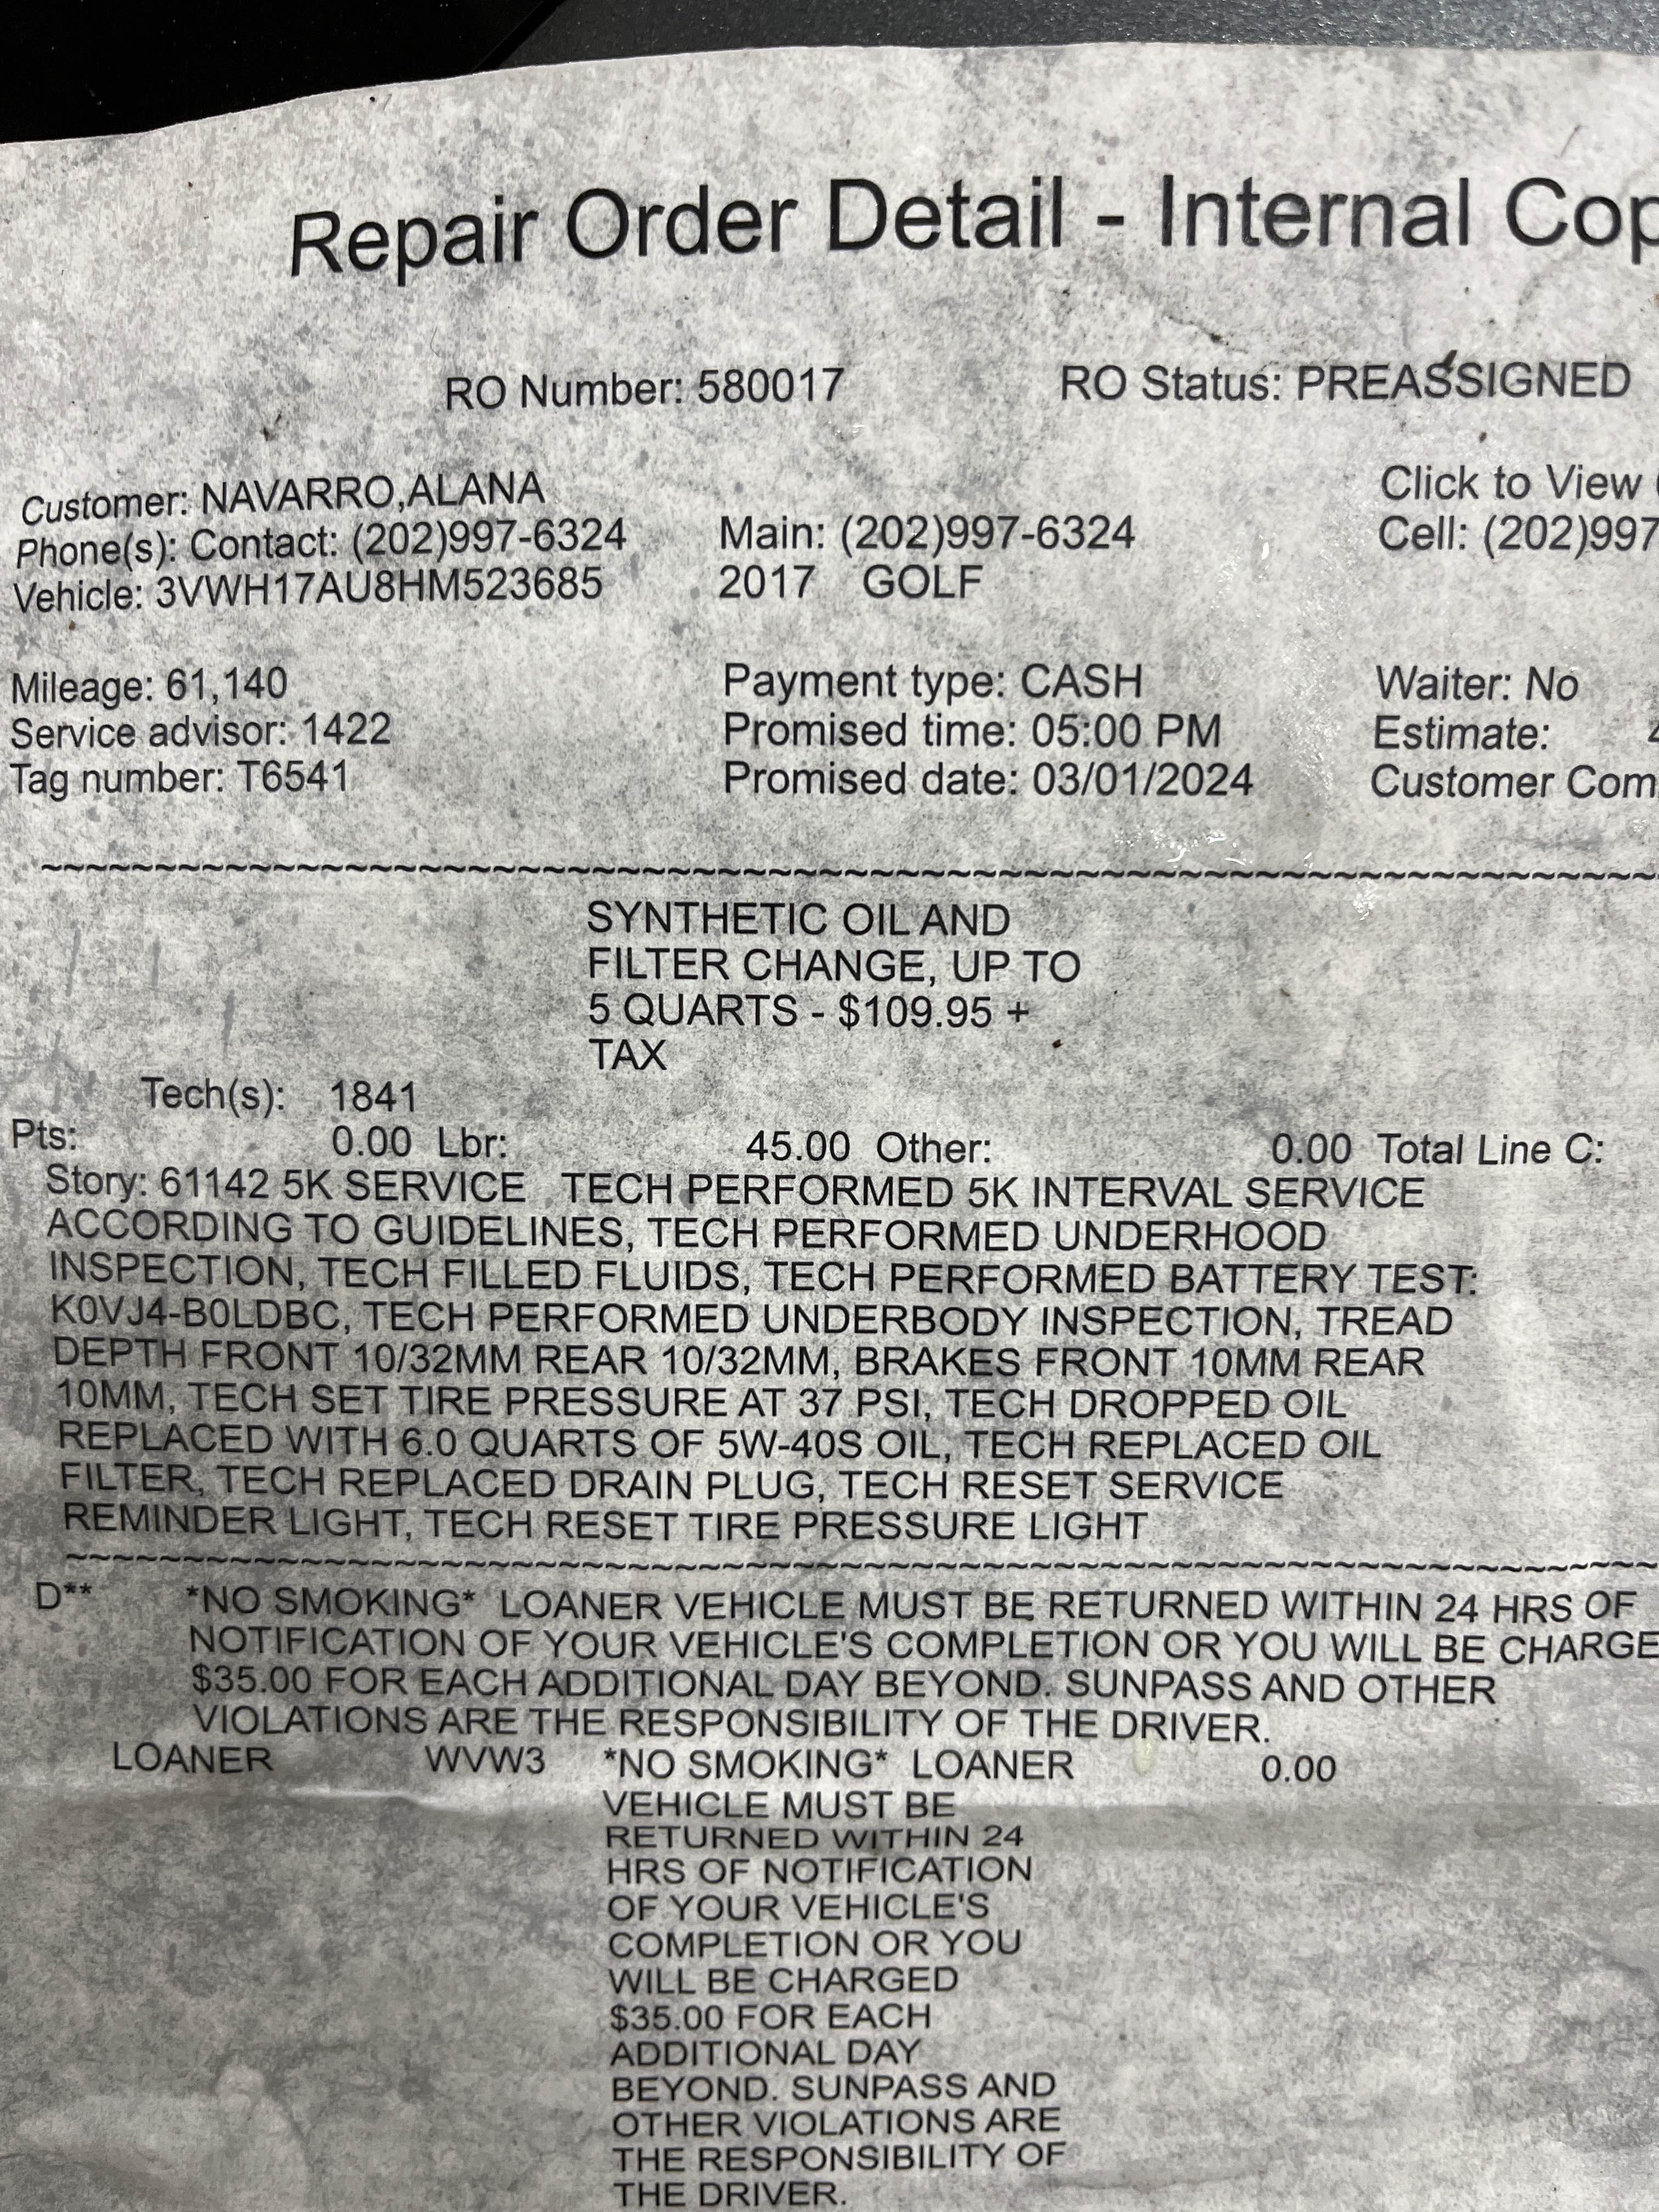 Repair Order Detail - Internal Cop
RO Number: 580017 RO Status: PREASSIGNED
Customer: NAVARRO,ALANA Click to View
Phone(s): Contact: (202)997-6324 Main: (202)997-6324 Cell: (202)997
Vehicle: 3VWH17AU8HM523685 2017 GOLF
Mileage: 61,140 Payment type: CASH Waiter: No
Service advisor: 1422 Promised time: 05:00 PM Estimate: 4
Tag number: T6541 Promised date: 03/01/2024 Customer Com
~~~~~~~~~~~~~~~~~~~~~~~~~~~~~~~~~~~~~~~~~~~~~~~~~~~~~~~~~~~~~~~~~~~~
SYNTHETIC OIL AND
FILTER CHANGE, UP TO
5 QUARTS - $109.95 +
TAX
Tech(s): 1841
Pts: 0.00 Lbr: 45.00 Other: 0.00 Total Line C:
Story: 61142 5K SERVICE TECH PERFORMED 5K INTERVAL SERVICE
ACCORDING TO GUIDELINES, TECH PERFORMED UNDERHOOD
INSPECTION, TECH FILLED FLUIDS, TECH PERFORMED BATTERY TEST:
K0VJ4-B0LDBC, TECH PERFORMED UNDERBODY INSPECTION, TREAD
DEPTH FRONT 10/32MM REAR 10/32MM, BRAKES FRONT 10MM REAR
10MM, TECH SET TIRE PRESSURE AT 37 PSI, TECH DROPPED OIL
REPLACED WITH 6.0 QUARTS OF 5W-40S OIL, TECH REPLACED OIL
FILTER, TECH REPLACED DRAIN PLUG, TECH RESET SERVICE
REMINDER LIGHT, TECH RESET TIRE PRESSURE LIGHT
~~~~~~~~~~~~~~~~~~~~~~~~~~~~~~~~~~~~~~~~~~~~~~~~~~~~~~~~~~~~~~~~~~~~
D** *NO SMOKING* LOANER VEHICLE MUST BE RETURNED WITHIN 24 HRS OF
NOTIFICATION OF YOUR VEHICLE'S COMPLETION OR YOU WILL BE CHARGE
$35.00 FOR EACH ADDITIONAL DAY BEYOND. SUNPASS AND OTHER
VIOLATIONS ARE THE RESPONSIBILITY OF THE DRIVER.
LOANER WVW3 *NO SMOKING* LOANER 0.00
VEHICLE MUST BE
RETURNED WITHIN 24
HRS OF NOTIFICATION
OF YOUR VEHICLE'S
COMPLETION OR YOU
WILL BE CHARGED
$35.00 FOR EACH
ADDITIONAL DAY
BEYOND. SUNPASS AND
OTHER VIOLATIONS ARE
THE RESPONSIBILITY OF
THE DRIVER.